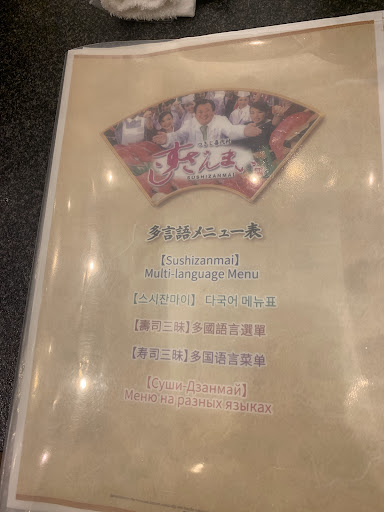 すしざんまい
SUSHIZANMAI
多言語メニュー表
【Sushizanmai】
Multi-language Menu
【스시잔마이】 다국어 메뉴표
【壽司三昧】多國語言選單
【寿司三昧】多国语言菜单
【Суши-Дзанмай】
Меню на разных языках